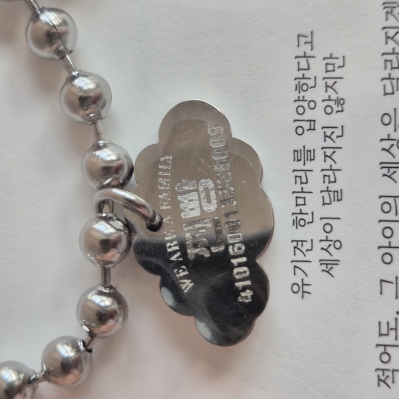 WE ARE A FAMILY
유기견 한마리를 입양한다고
세상이 달라지진 않지만
적어도, 그 아이의 세상은 달라지겠